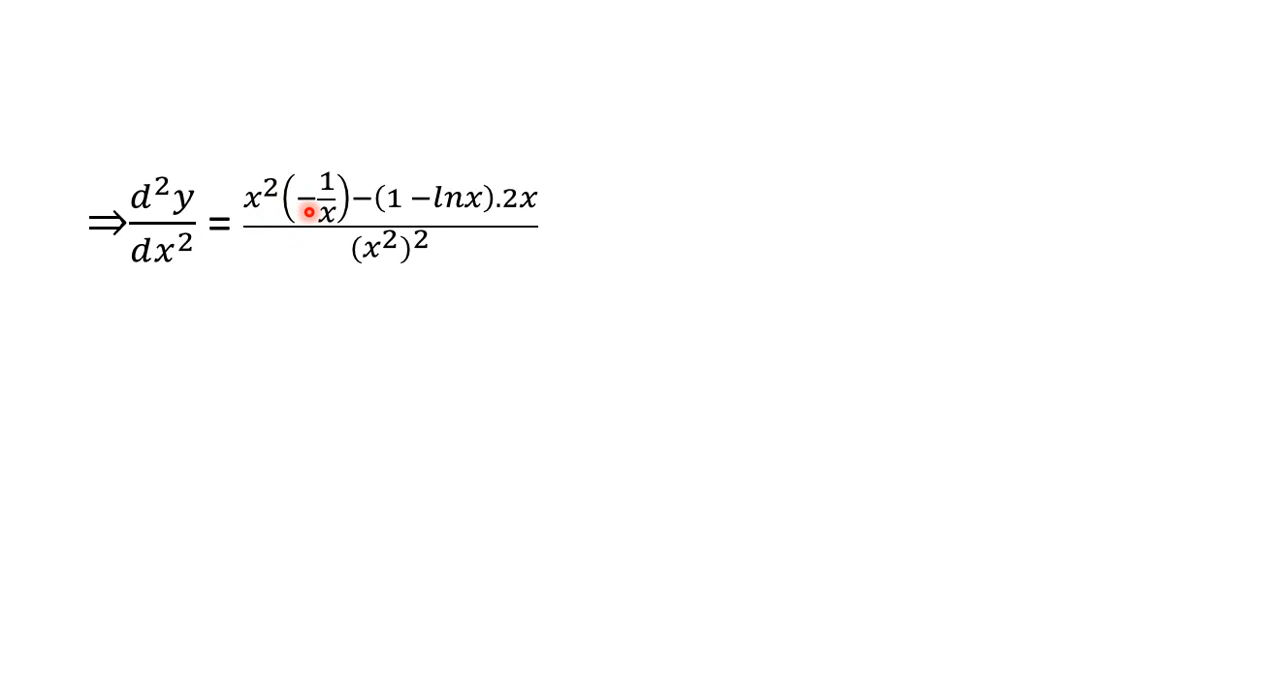 ⇒ d²y/dx² = (x²(−1/x)−(1 −lnx).2x)/(x²)²